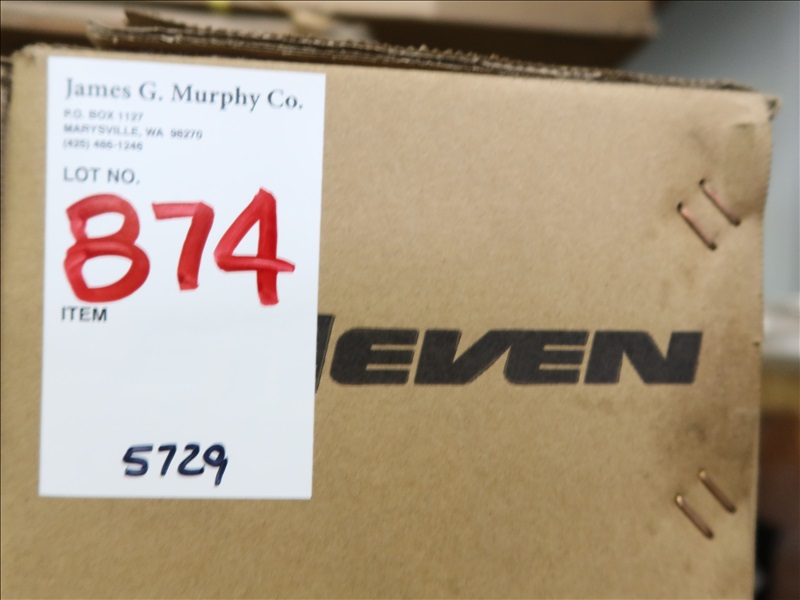 James G. Murphy Co.
P.O. BOX 1127
MARYSVILLE, WA 98270
(425) 486-1246
LOT NO.
874
ITEM
5729
EVEN